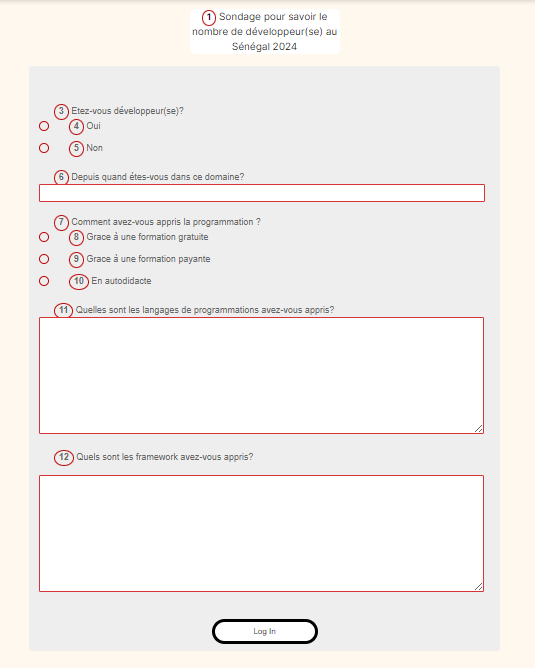 1 Sondage pour savoir le
nombre de développeur(se) au
Sénégal 2024
3 Etez-vous développeur(se)?
4 Oui
5 Non
6 Depuis quand étes-vous dans ce domaine?
7 Comment avez-vous appris la programmation ?
8 Grace à une formation gratuite
9 Grace à une formation payante
10 En autodidacte
11 Quelles sont les langages de programmations avez-vous appris?
12 Quels sont les framework avez-vous appris?
Log In